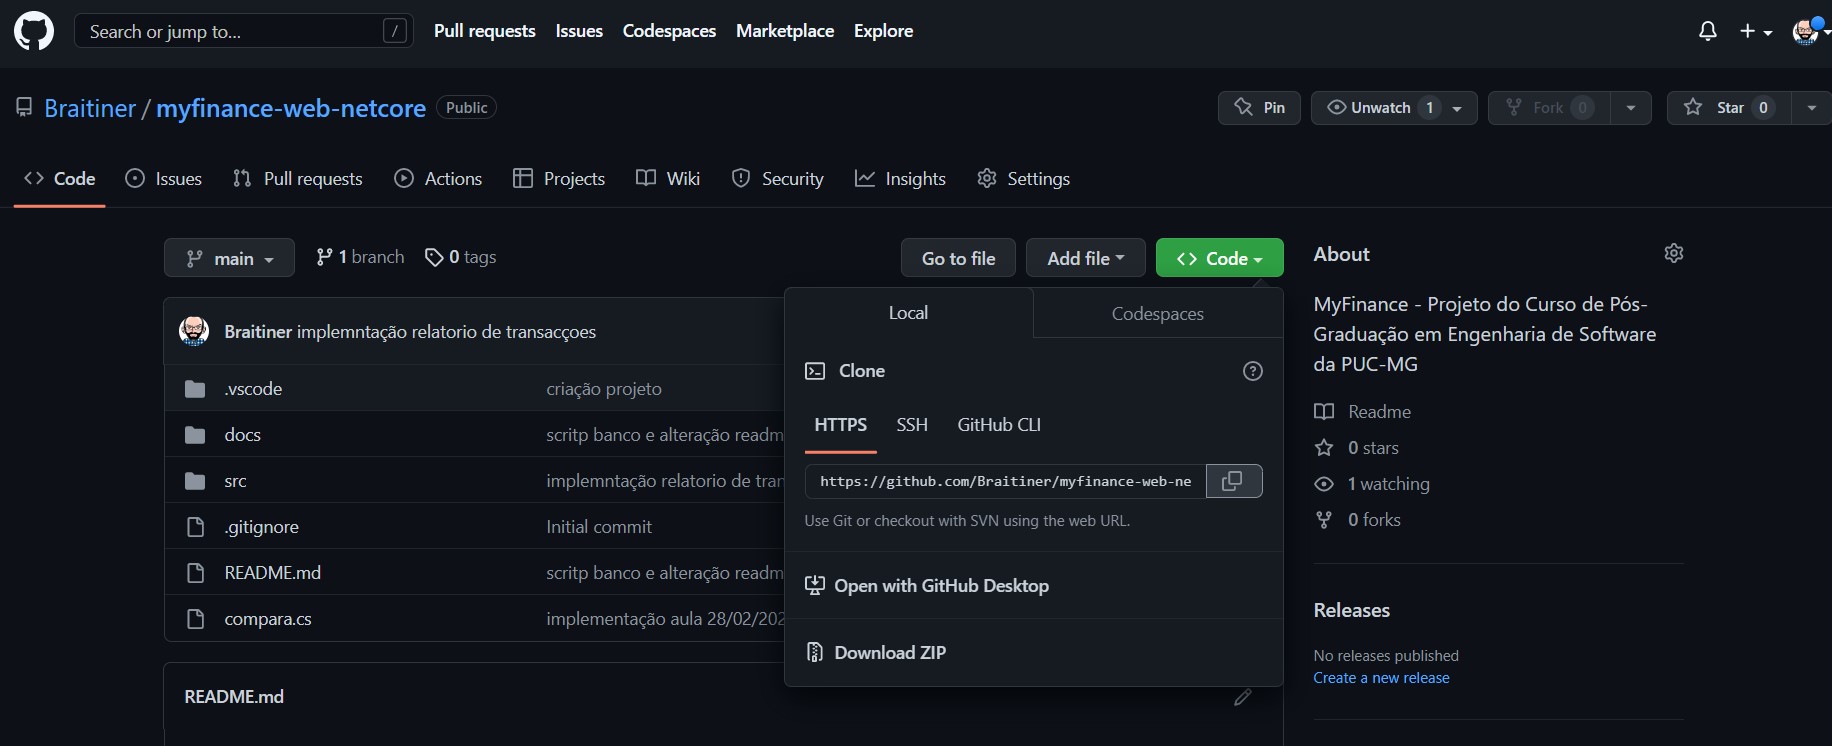 Search or jump to... /
Pull requests Issues Codespaces Marketplace Explore
Braitiner / myfinance-web-netcore Public
Pin Unwatch 1 Fork 0 Star 0
Code Issues Pull requests Actions Projects Wiki Security Insights Settings
main 1 branch 0 tags Go to file Add file Code
Braitiner implemntação relatorio de transacçoes
.vscode criação projeto
docs scritp banco e alteração readm
src implemntação relatorio de tran
.gitignore Initial commit
README.md scritp banco e alteração readm
compara.cs implementação aula 28/02/202
README.md
Local Codespaces
Clone
HTTPS SSH GitHub CLI
https://github.com/Braitiner/myfinance-web-ne
Use Git or checkout with SVN using the web URL.
Open with GitHub Desktop
Download ZIP
About
MyFinance - Projeto do Curso de Pós-
Graduação em Engenharia de Software
da PUC-MG
Readme
0 stars
1 watching
0 forks
Releases
No releases published
Create a new release